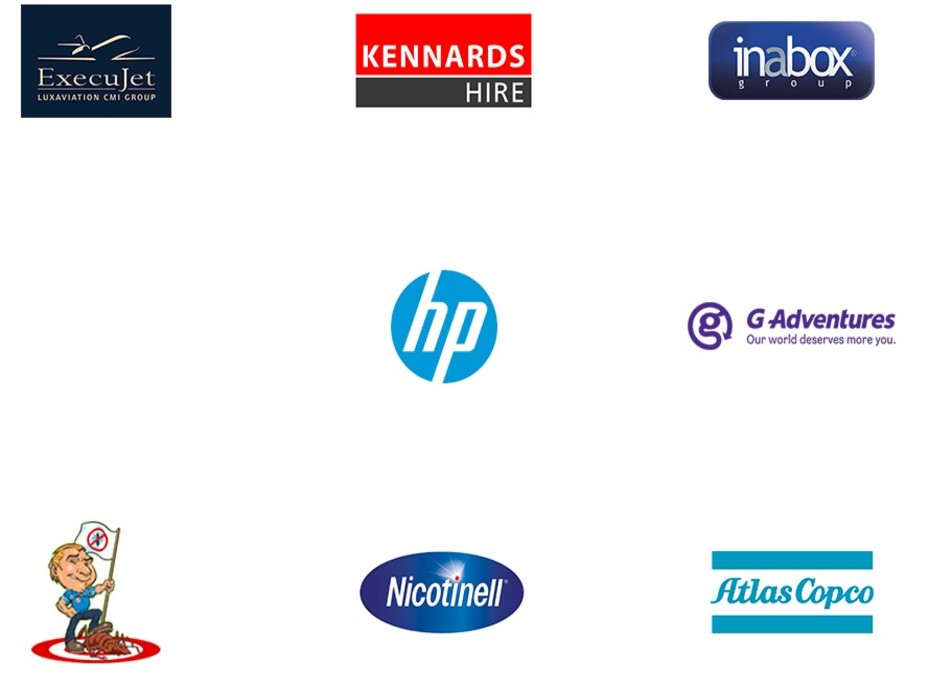 ExecuJet
LUXAVIATION CMI GROUP
KENNARDS
HIRE
inabox
group
hp
G Adventures
Our world deserves more you.
Nicotinell
Atlas Copco